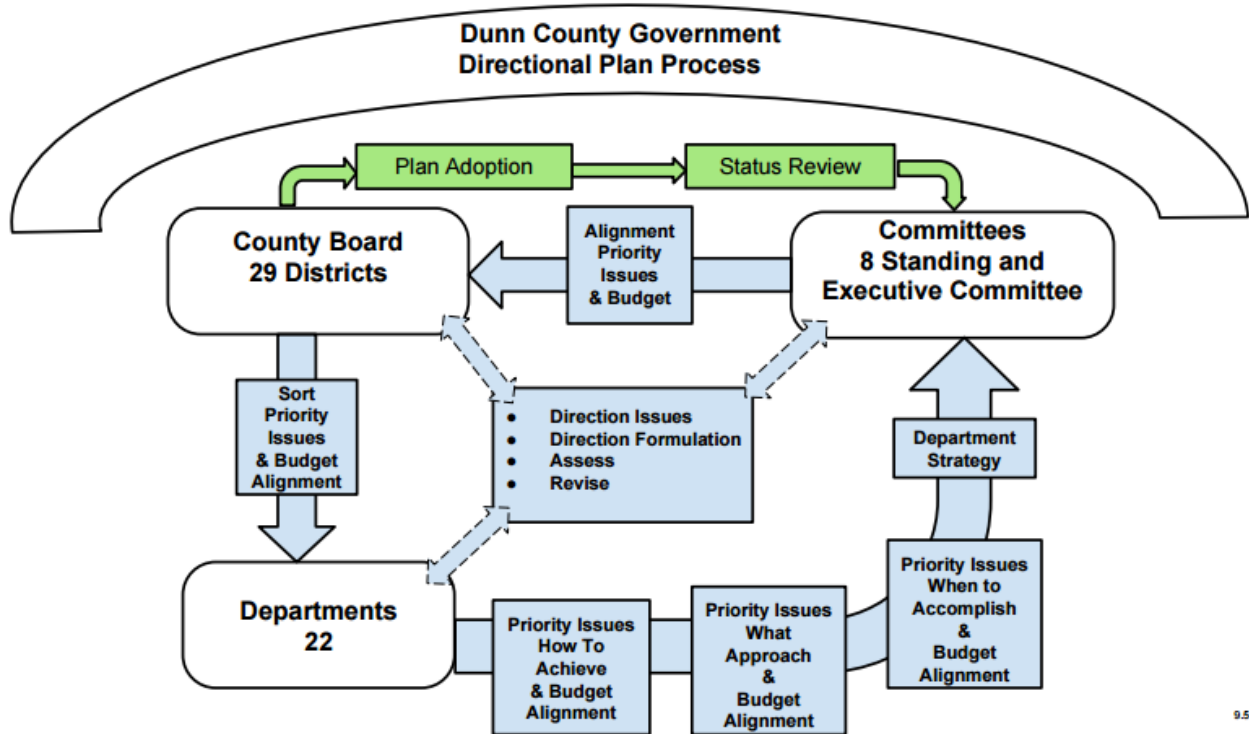 Dunn County Government
Directional Plan Process
Plan Adoption
Status Review
County Board
29 Districts
Alignment
Priority
Issues
& Budget
Committees
8 Standing and
Executive Committee
Sort
Priority
Issues
& Budget
Alignment
● Direction Issues
● Direction Formulation
● Assess
● Revise
Department
Strategy
Departments
22
Priority Issues
How To
Achieve
& Budget
Alignment
Priority Issues
What
Approach
&
Budget
Alignment
Priority Issues
When to
Accomplish
&
Budget
Alignment
9.5